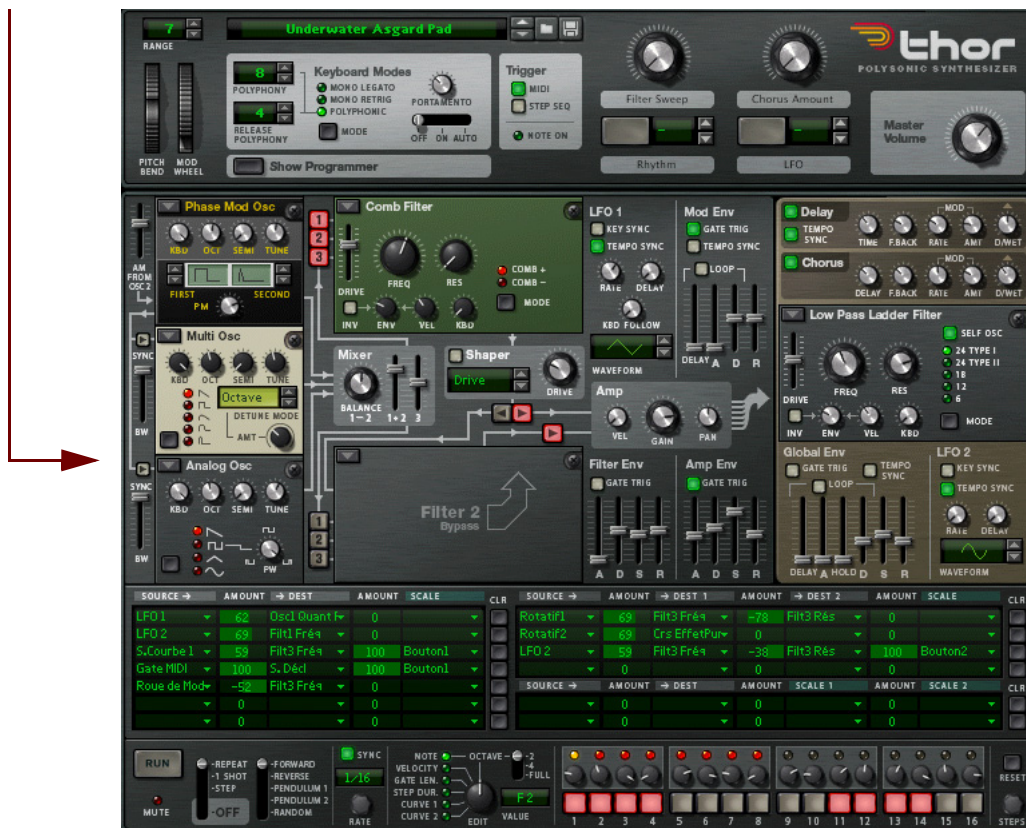 7
RANGE
Underwater Asgard Pad
thor
POLYSONIC SYNTHESIZER
8
POLYPHONY
4
RELEASE
POLYPHONY
Keyboard Modes
MONO LEGATO
MONO RETRIG
POLYPHONIC
MODE
PORTAMENTO
OFF ON AUTO
Trigger
MIDI
STEP SEQ
NOTE ON
Filter Sweep
Chorus Amount
Rhythm
LFO
Master
Volume
PITCH
BEND
MOD
WHEEL
Show Programmer
AM
FROM
OSC 2
Phase Mod Osc
KBD OCT SEMI TUNE
FIRST SECOND
PM
SYNC
BW
Multi Osc
KBD OCT SEMI TUNE
Octave
DETUNE MODE
AMT
SYNC
BW
Analog Osc
KBD OCT SEMI TUNE
PW
1
2
3
Comb Filter
DRIVE
FREQ
RES
COMB +
COMB -
MODE
INV ENV VEL KBD
Mixer
BALANCE
1-2
1+2 3
Shaper
Drive
DRIVE
Filter 2
Bypass
1
2
3
LFO 1
KEY SYNC
TEMPO SYNC
RATE DELAY
KBD FOLLOW
WAVEFORM
Mod Env
GATE TRIG
TEMPO SYNC
LOOP
DELAY A D R
Amp
VEL GAIN PAN
Filter Env
GATE TRIG
A D S R
Amp Env
GATE TRIG
A D S R
Delay
TEMPO
SYNC
MOD
TIME F.BACK RATE AMT D/WET
Chorus
MOD
DELAY F.BACK RATE AMT D/WET
Low Pass Ladder Filter
DRIVE
FREQ
RES
SELF OSC
24 TYPE I
24 TYPE II
18
12
6
MODE
INV ENV VEL KBD
Global Env
GATE TRIG
TEMPO
SYNC
LOOP
DELAY A HOLD D S R
LFO 2
KEY SYNC
TEMPO SYNC
RATE DELAY
WAVEFORM
SOURCE → AMOUNT → DEST AMOUNT SCALE CLR
LFO 1 62 Osc1 Quant F 0
LFO 2 69 Filt1 Fréq 0
S.Courbe 1 59 Filt3 Fréq 100 Bouton1
Gate MIDI 100 S. Décl 100 Bouton1
Roue de Mod -52 Filt3 Fréq 0
0 0
0 0
SOURCE → AMOUNT → DEST 1 AMOUNT → DEST 2 AMOUNT SCALE CLR
Rotatif1 69 Filt3 Fréq -78 Filt3 Rés 0
Rotatif2 69 Crs EffetPur 0 0
LFO 2 59 Filt3 Fréq -38 Filt3 Rés 100 Bouton2
0 0 0
SOURCE → AMOUNT → DEST AMOUNT SCALE 1 AMOUNT SCALE 2 CLR
0 0 0
0 0 0
RUN
MUTE
-REPEAT
-1 SHOT
-STEP
-OFF
-FORWARD
-REVERSE
-PENDULUM 1
-PENDULUM 2
-RANDOM
SYNC
1/16
RATE
NOTE
VELOCITY
GATE LEN.
STEP DUR.
CURVE 1
CURVE 2
EDIT
OCTAVE
-2
-4
-FULL
F 2
VALUE
1 2 3 4 5 6 7 8 9 10 11 12 13 14 15 16
RESET
STEPS